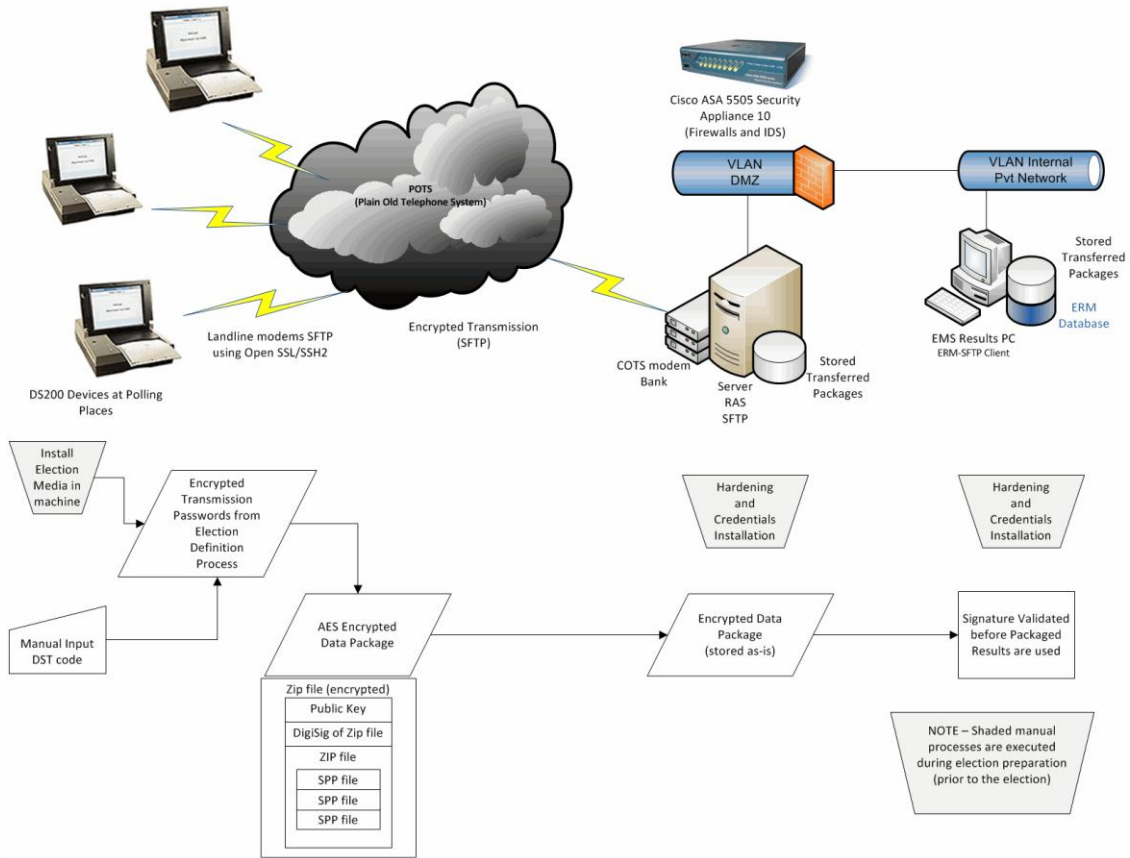 Cisco ASA 5505 Security
Appliance 10
(Firewalls and IDS)
POTS
(Plain Old Telephone System)
VLAN
DMZ
VLAN Internal
Pvt Network
Landline modems SFTP
using Open SSL/SSH2
Encrypted Transmission
(SFTP)
DS200 Devices at Polling
Places
COTS modem
Bank
Server
RAS
SFTP
Stored
Transferred
Packages
Stored
Transferred
Packages
ERM
Database
EMS Results PC
ERM-SFTP Client
Install
Election
Media in
machine
Encrypted
Transmission
Passwords from
Election
Definition
Process
Manual Input
DST code
AES Encrypted
Data Package
Zip file (encrypted)
Public Key
DigiSig of Zip file
ZIP file
SPP file
SPP file
SPP file
Hardening
and
Credentials
Installation
Hardening
and
Credentials
Installation
Encrypted Data
Package
(stored as-is)
Signature Validated
before Packaged
Results are used
NOTE – Shaded manual
processes are executed
during election preparation
(prior to the election)